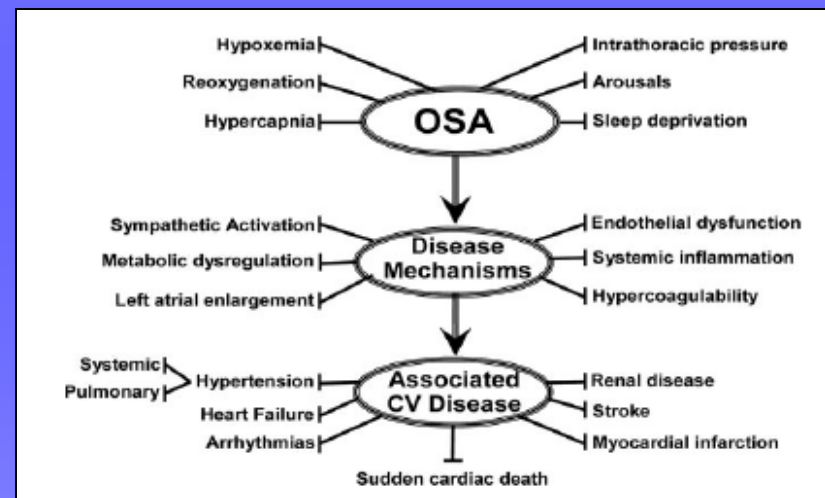 Hypoxemia
Intrathoracic pressure
Reoxygenation
Arousals
Hypercapnia
OSA
Sleep deprivation
Sympathetic Activation
Endothelial dysfunction
Metabolic dysregulation
Disease
Mechanisms
Systemic inflammation
Left atrial enlargement
Hypercoagulability
Systemic
Pulmonary
Hypertension
Associated
CV Disease
Renal disease
Heart Failure
Stroke
Arrhythmias
Myocardial infarction
Sudden cardiac death